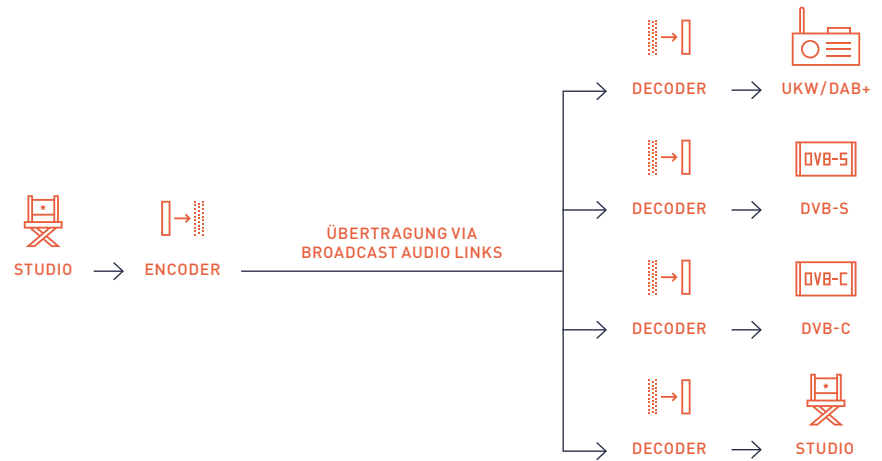 DECODER
UKW/DAB+
DVB-S
DECODER
DVB-S
STUDIO
ENCODER
ÜBERTRAGUNG VIA
BROADCAST AUDIO LINKS
DVB-C
DECODER
DVB-C
DECODER
STUDIO